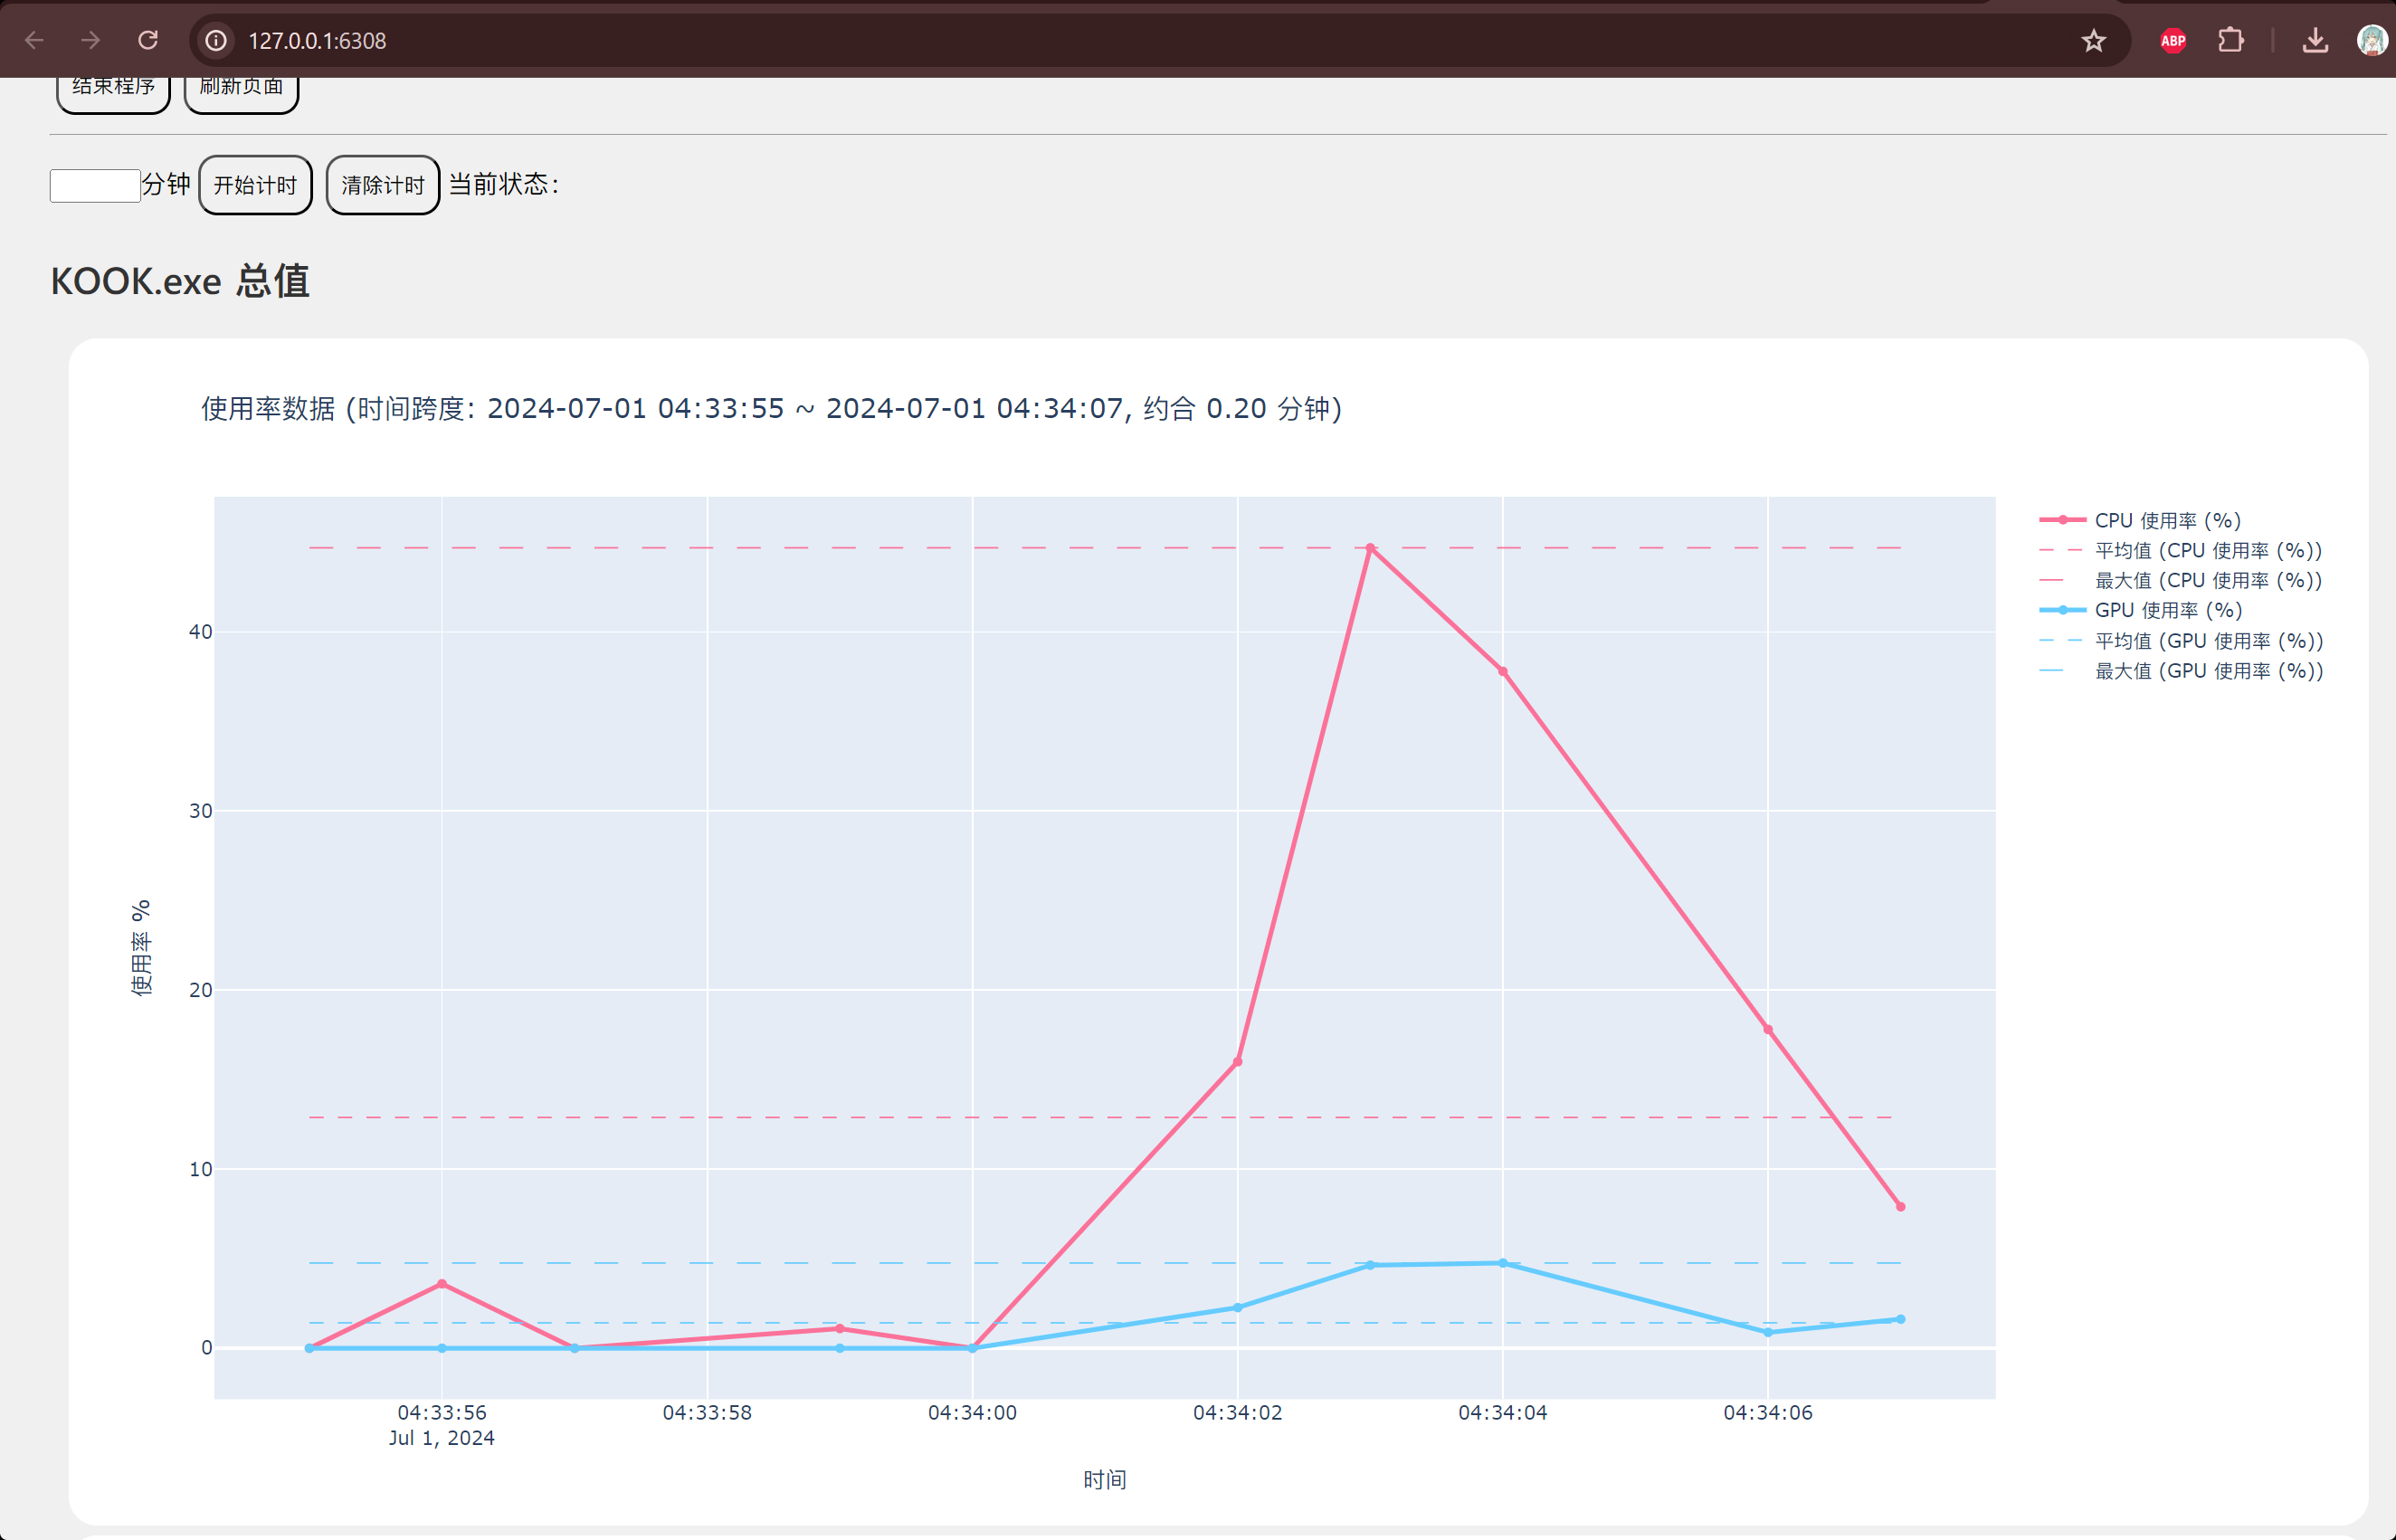 127.0.0.1:6308
ABP
结束程序 刷新页面
分钟 开始计时 清除计时 当前状态:
KOOK.exe 总值
使用率数据 (时间跨度: 2024-07-01 04:33:55 ~ 2024-07-01 04:34:07, 约合 0.20 分钟)
CPU 使用率 (%)
平均值 (CPU 使用率 (%))
最大值 (CPU 使用率 (%))
GPU 使用率 (%)
平均值 (GPU 使用率 (%))
最大值 (GPU 使用率 (%))
使用率 %
40
30
20
10
0
04:33:56 04:33:58 04:34:00 04:34:02 04:34:04 04:34:06
Jul 1, 2024
时间